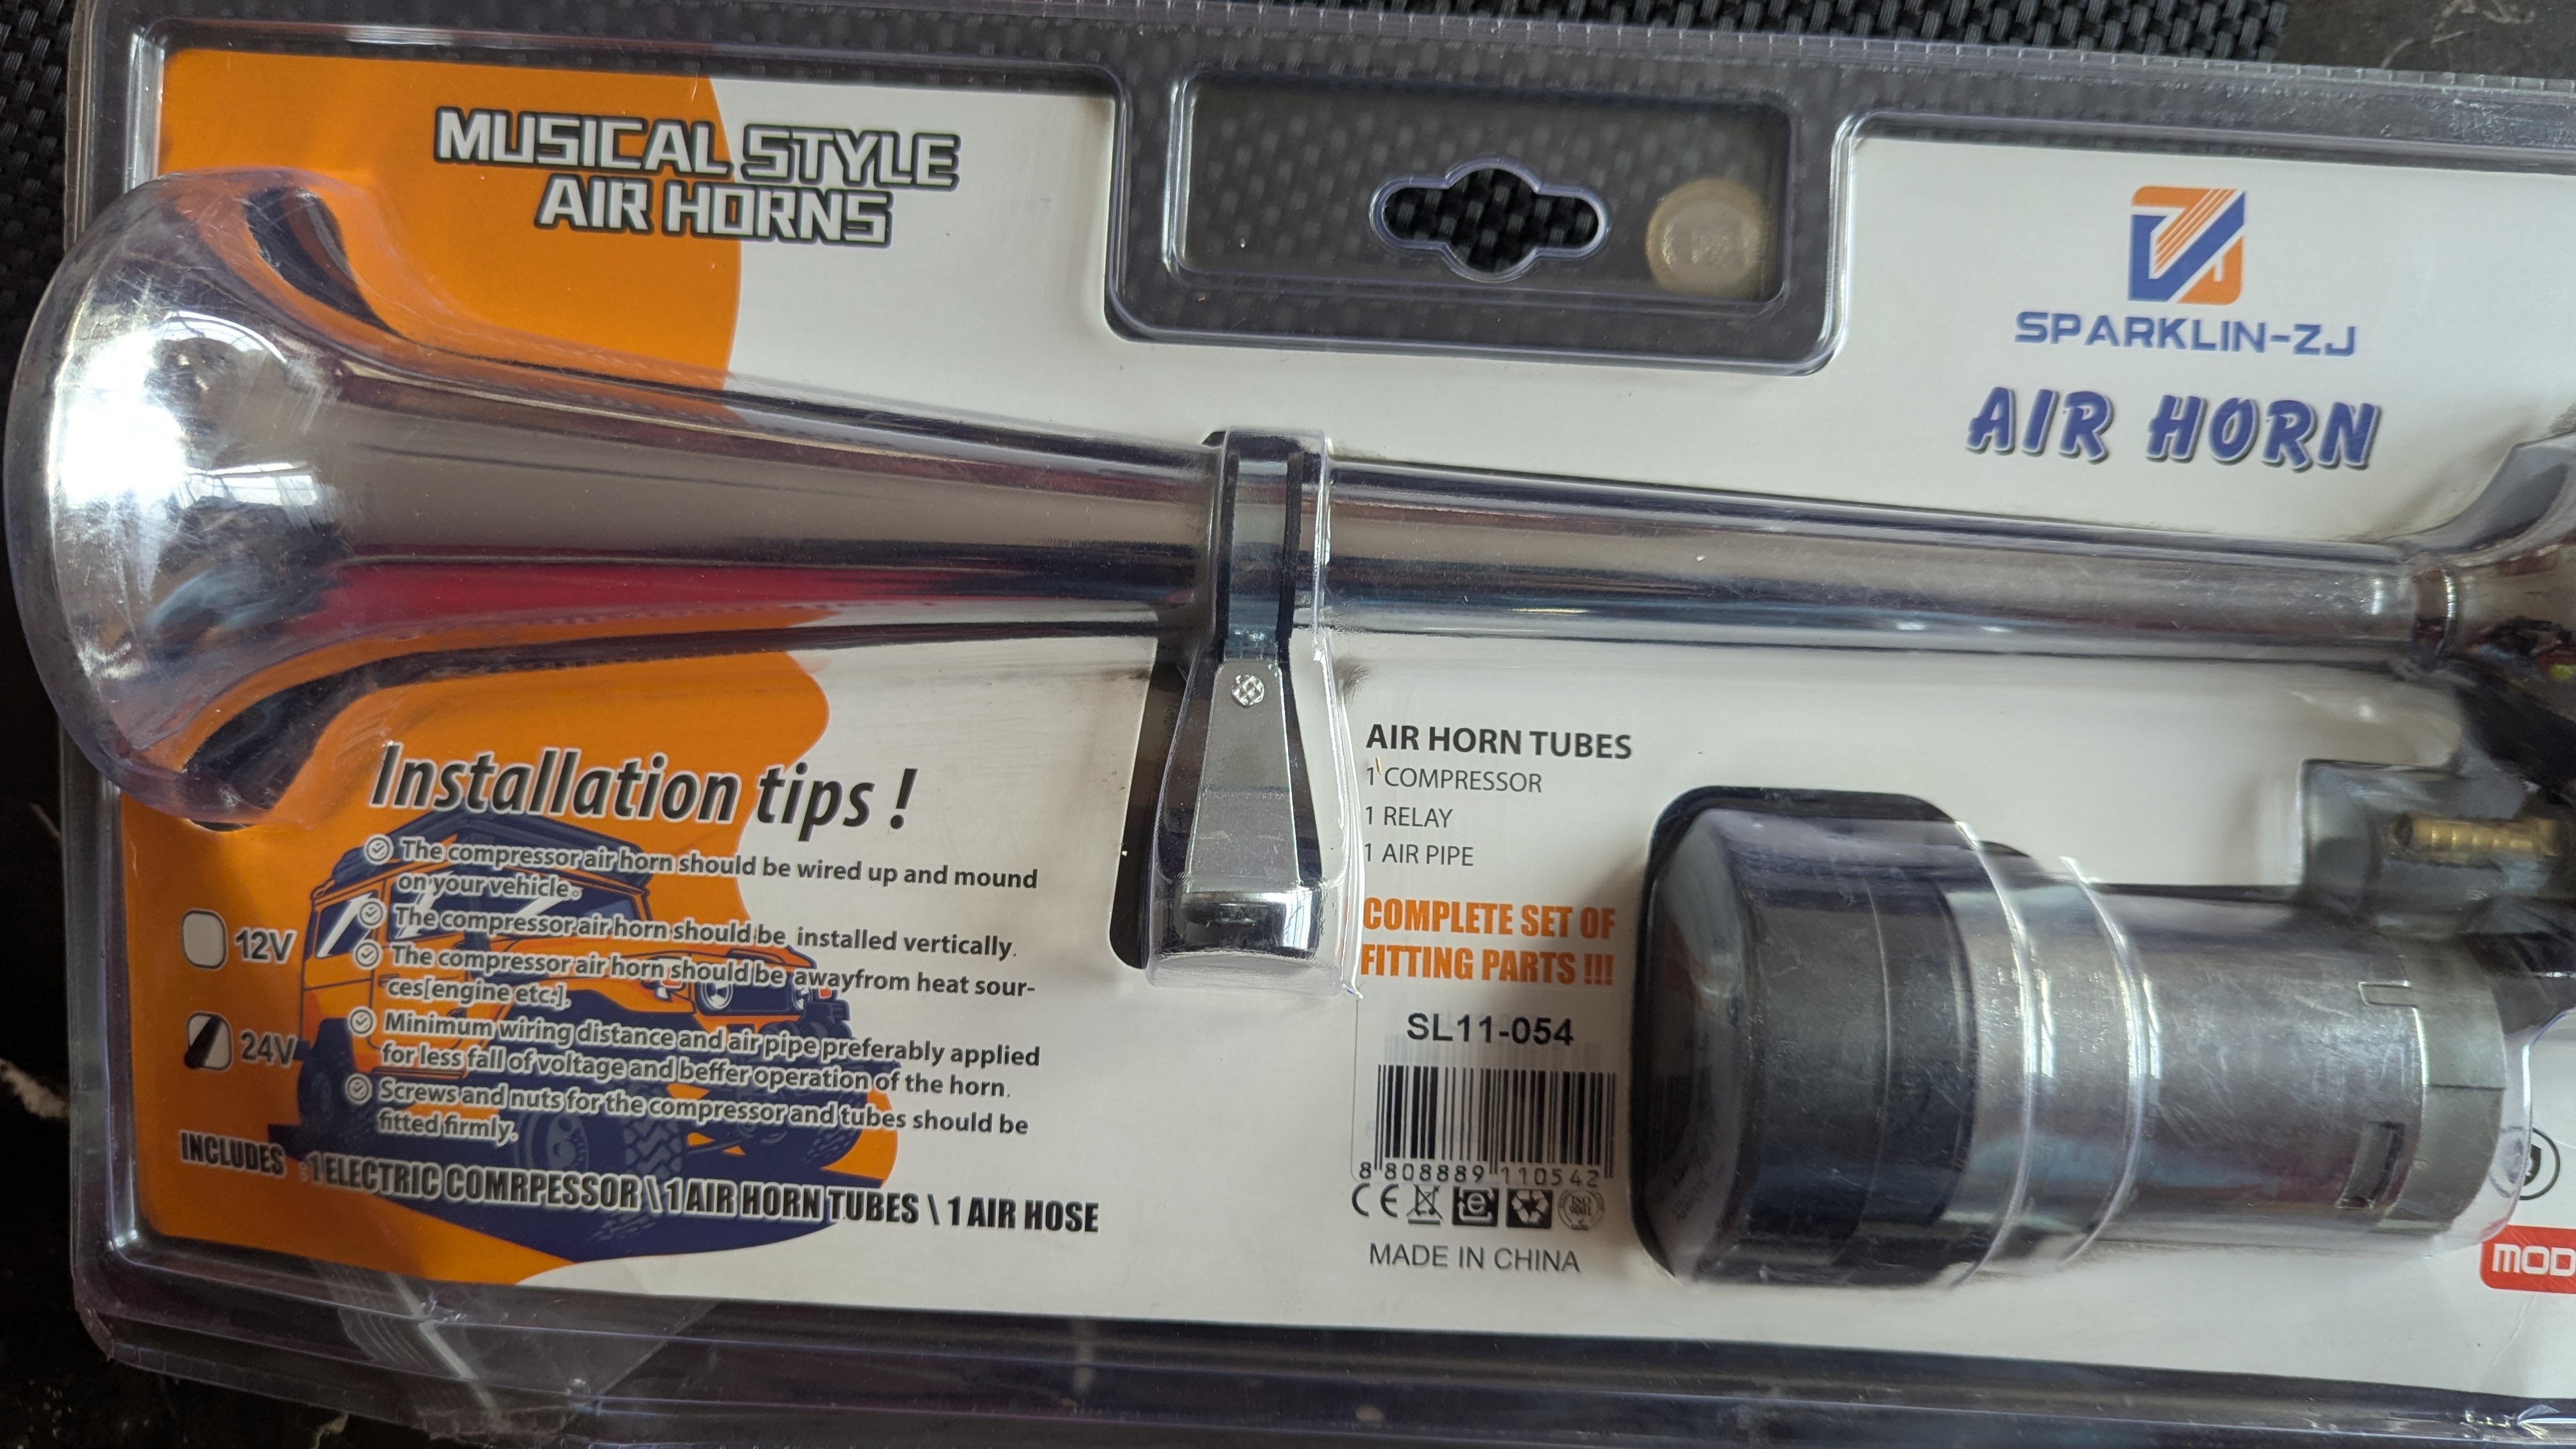 MUSICAL STYLE
AIR HORNS
SPARKLIN-ZJ
AIR HORN
Installation tips !
The compressor air horn should be wired up and mound
on your vehicle。
The compressor air horn should be installed vertically.
The compressor air horn should be awayfrom heat sour-
ces[engine etc.].
Minimum wiring distance and air pipe preferably applied
for less fall of voltage and beffer operation of the horn.
Screws and nuts for the compressor and tubes should be
fitted firmly.
12V
24V
INCLUDES :1 ELECTRIC COMRPESSOR \ 1 AIR HORN TUBES \ 1 AIR HOSE
AIR HORN TUBES
1 COMPRESSOR
1 RELAY
1 AIR PIPE
COMPLETE SET OF
FITTING PARTS !!!
SL11-054
8 808889 110542
CE
ISO
9001
MADE IN CHINA
MOD